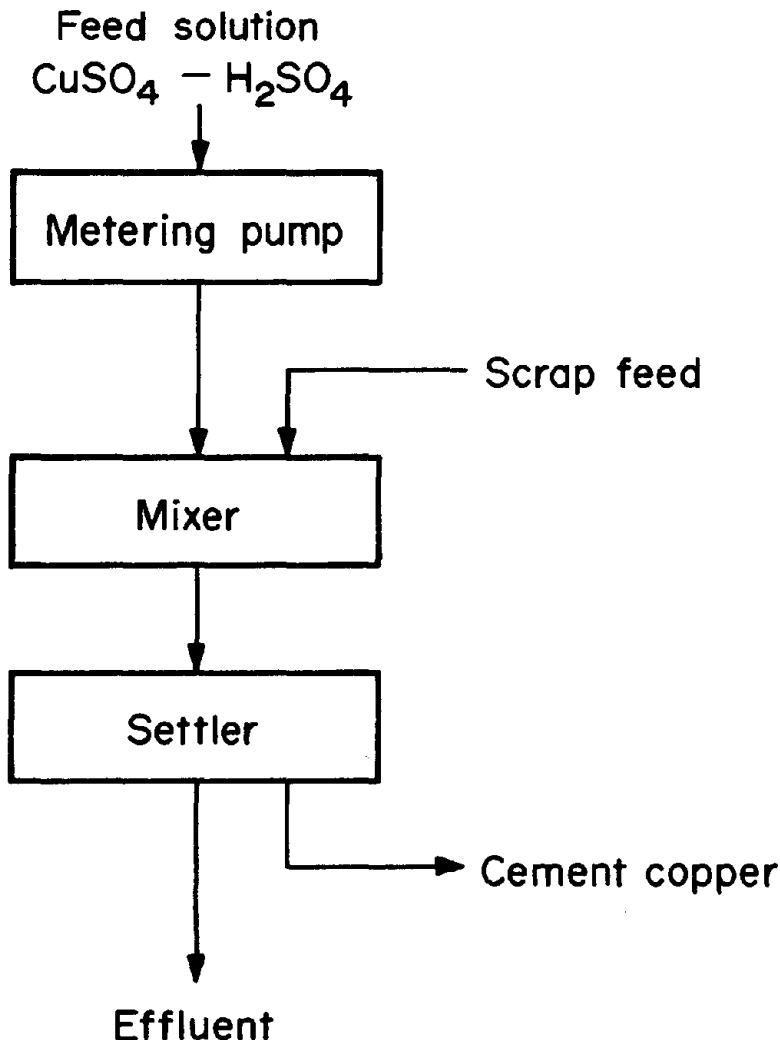 Feed solution
CuSO₄ – H₂SO₄
Metering pump
Scrap feed
Mixer
Settler
Cement copper
Effluent